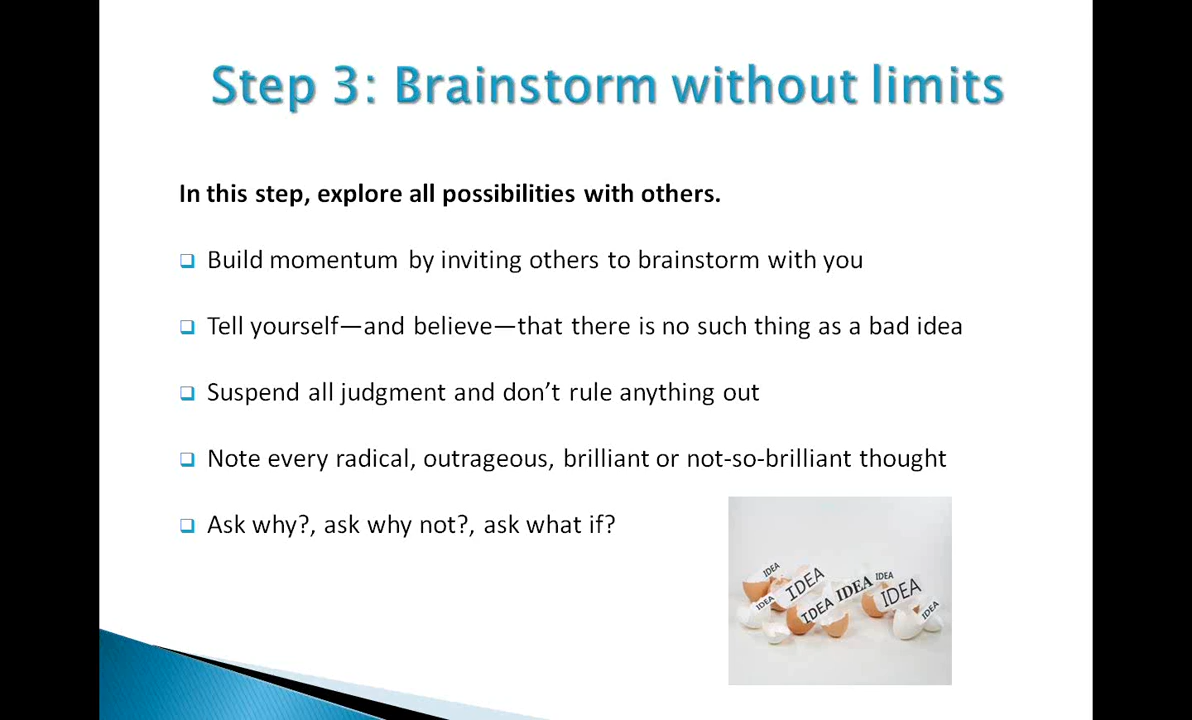 Step 3: Brainstorm without limits
In this step, explore all possibilities with others.
Build momentum by inviting others to brainstorm with you
Tell yourself—and believe—that there is no such thing as a bad idea
Suspend all judgment and don’t rule anything out
Note every radical, outrageous, brilliant or not-so-brilliant thought
Ask why?, ask why not?, ask what if?
IDEA
IDEA
IDEA
IDEA
IDEA
IDEA
IDEA
IDEA